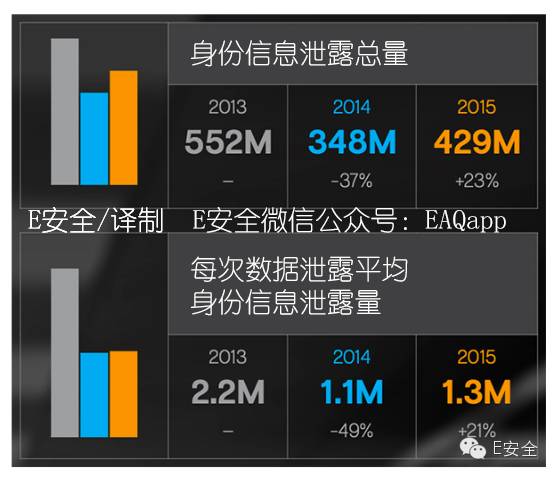 身份信息泄露总量
2013 2014 2015
552M 348M 429M
– -37% +23%
E安全/译制 E安全微信公众号：EAQapp
每次数据泄露平均
身份信息泄露量
2013 2014 2015
2.2M 1.1M 1.3M
– -49% +21%
E安全